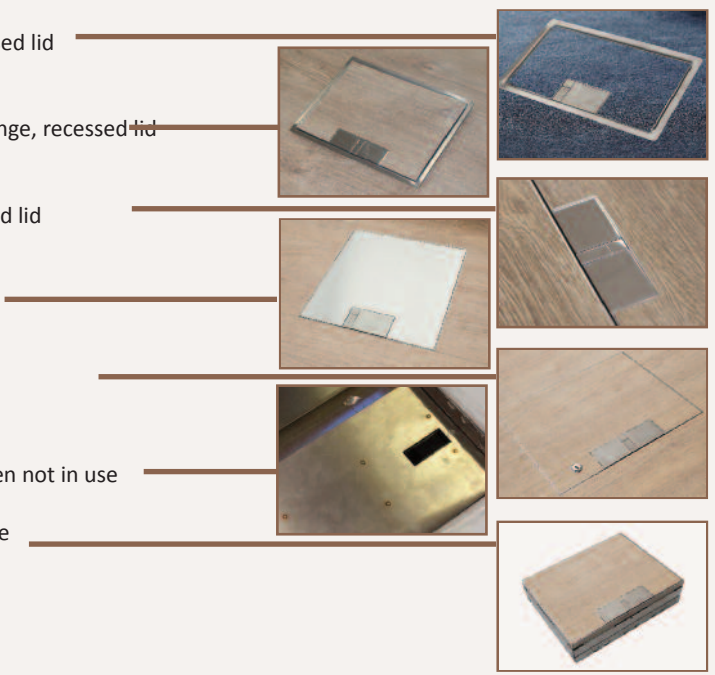 ed lid
nge, recessed lid
d lid
en not in use
e